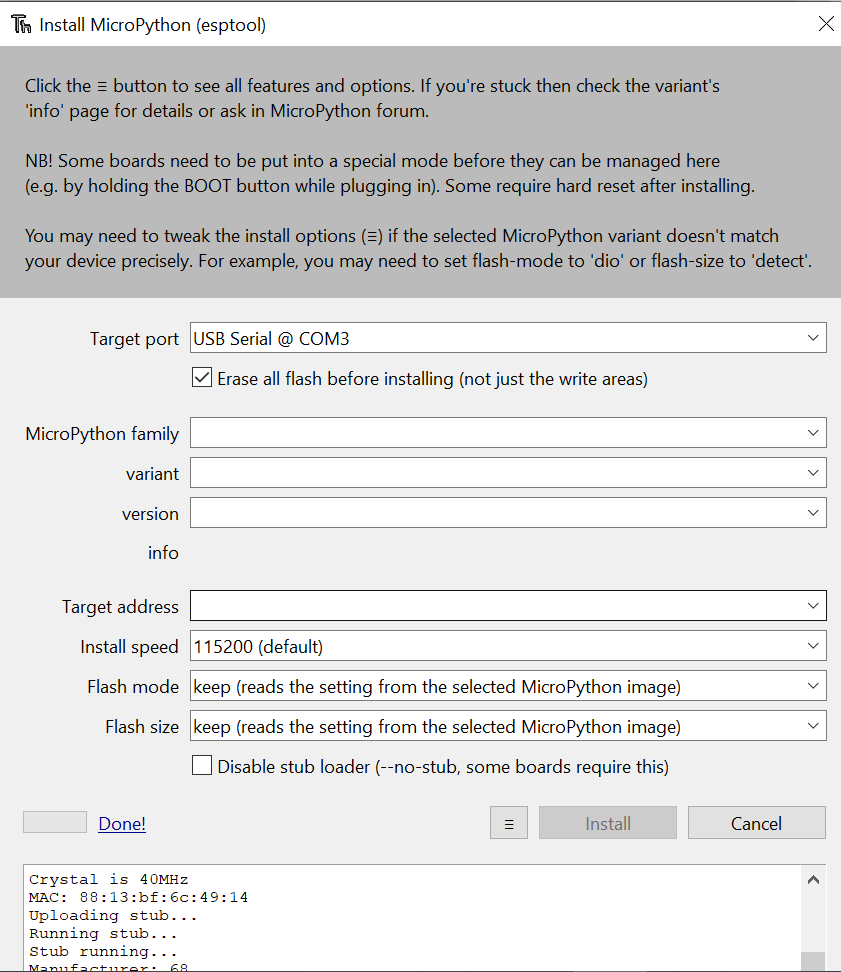 Install MicroPython (esptool)
Click the ≡ button to see all features and options. If you're stuck then check the variant's
'info' page for details or ask in MicroPython forum.
NB! Some boards need to be put into a special mode before they can be managed here
(e.g. by holding the BOOT button while plugging in). Some require hard reset after installing.
You may need to tweak the install options (≡) if the selected MicroPython variant doesn't match
your device precisely. For example, you may need to set flash-mode to 'dio' or flash-size to 'detect'.
Target port USB Serial @ COM3
Erase all flash before installing (not just the write areas)
MicroPython family
variant
version
info
Target address
Install speed 115200 (default)
Flash mode keep (reads the setting from the selected MicroPython image)
Flash size keep (reads the setting from the selected MicroPython image)
Disable stub loader (--no-stub, some boards require this)
Done! ≡ Install Cancel
Crystal is 40MHz
MAC: 88:13:bf:6c:49:14
Uploading stub...
Running stub...
Stub running...
Manufacturer: 68